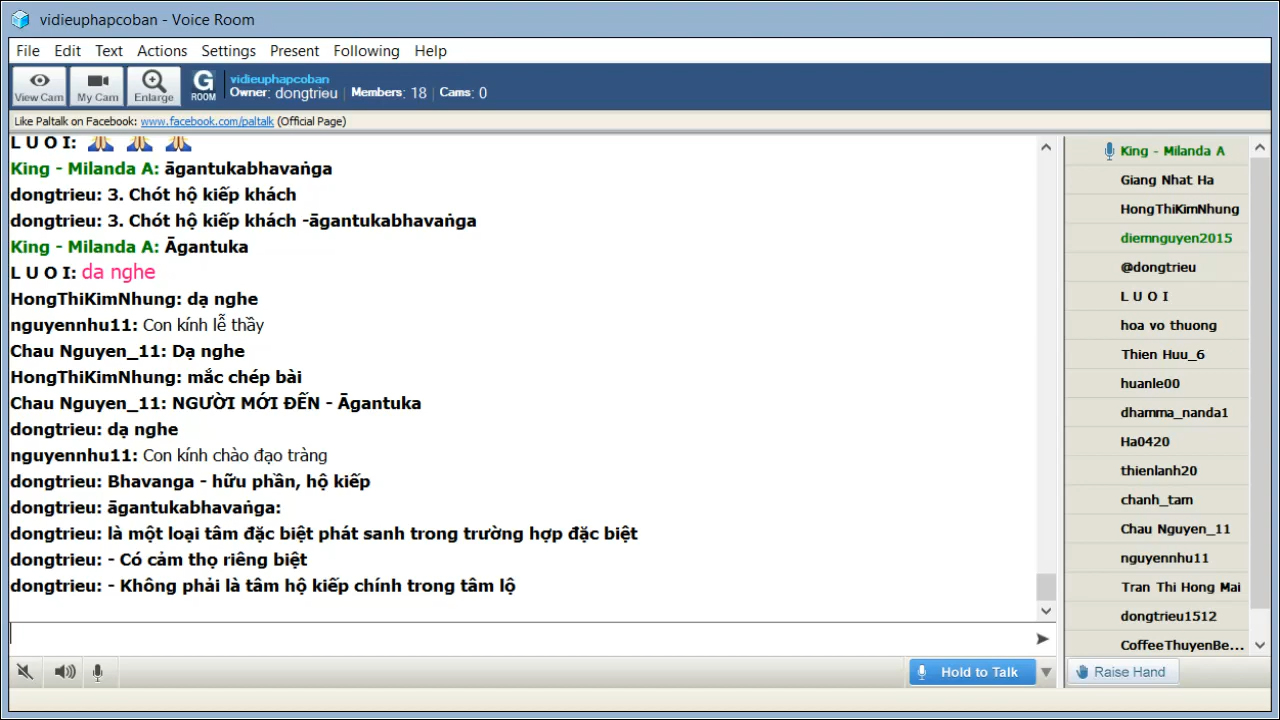 vidieuphapcoban - Voice Room
File Edit Text Actions Settings Present Following Help
View Cam My Cam Enlarge G ROOM vidieuphapcoban
Owner: dongtrieu | Members: 18 | Cams: 0
Like Paltalk on Facebook: www.facebook.com/paltalk (Official Page)
L U O I:
King - Milanda A: āgantukabhavaṅga
dongtrieu: 3. Chót hộ kiếp khách
dongtrieu: 3. Chót hộ kiếp khách -āgantukabhavaṅga
King - Milanda A: Āgantuka
L U O I: da nghe
HongThiKimNhung: dạ nghe
nguyennhu11: Con kính lễ thầy
Chau Nguyen_11: Dạ nghe
HongThiKimNhung: mắc chép bài
Chau Nguyen_11: NGƯỜI MỚI ĐẾN - Āgantuka
dongtrieu: dạ nghe
nguyennhu11: Con kính chào đạo tràng
dongtrieu: Bhavanga - hữu phần, hộ kiếp
dongtrieu: āgantukabhavaṅga:
dongtrieu: là một loại tâm đặc biệt phát sanh trong trường hợp đặc biệt
dongtrieu: - Có cảm thọ riêng biệt
dongtrieu: - Không phải là tâm hộ kiếp chính trong tâm lộ
King - Milanda A
Giang Nhat Ha
HongThiKimNhung
diemnguyen2015
@dongtrieu
L U O I
hoa vo thuong
Thien Huu_6
huanle00
dhamma_nanda1
Ha0420
thienlanh20
chanh_tam
Chau Nguyen_11
nguyennhu11
Tran Thi Hong Mai
dongtrieu1512
CoffeeThuyenBe...
Hold to Talk
Raise Hand